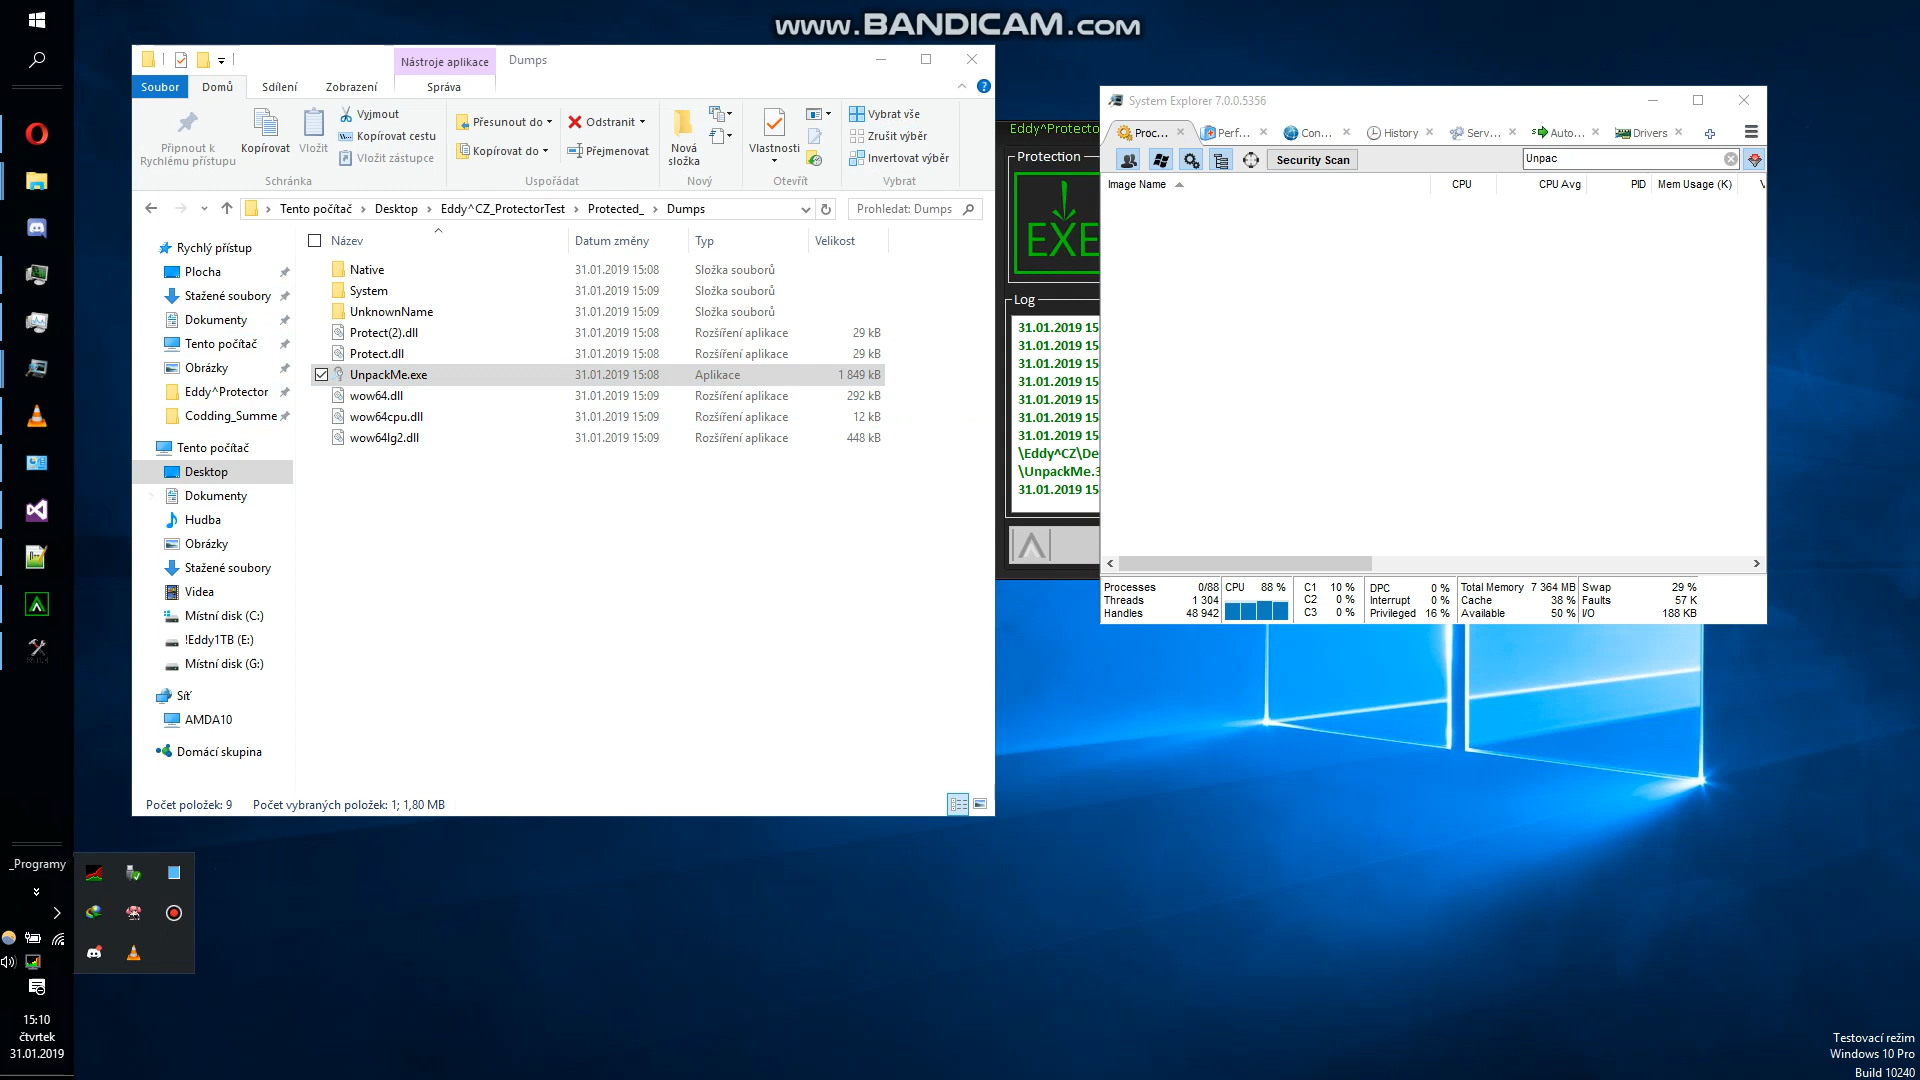 www.BANDICAM.com
Nástroje aplikace
Dumps
Soubor
Domů
Sdílení
Zobrazení
Správa
Připnout k
Rychlému přístupu
Kopírovat
Vložit
Vyjmout
Kopírovat cestu
Vložit zástupce
Schránka
Přesunout do
Kopírovat do
Odstranit
Přejmenovat
Uspořádat
Nová
složka
Nový
Vlastnosti
Otevřít
Vybrat vše
Zrušit výběr
Invertovat výběr
Vybrat
Tento počítač
Desktop
Eddy^CZ_ProtectorTest
Protected_
Dumps
Prohledat: Dumps
Název
Datum změny
Typ
Velikost
Native 31.01.2019 15:08 Složka souborů
System 31.01.2019 15:09 Složka souborů
UnknownName 31.01.2019 15:09 Složka souborů
Protect(2).dll 31.01.2019 15:08 Rozšíření aplikace 29 kB
Protect.dll 31.01.2019 15:08 Rozšíření aplikace 29 kB
UnpackMe.exe 31.01.2019 15:08 Aplikace 1 849 kB
wow64.dll 31.01.2019 15:09 Rozšíření aplikace 292 kB
wow64cpu.dll 31.01.2019 15:09 Rozšíření aplikace 12 kB
wow64lg2.dll 31.01.2019 15:09 Rozšíření aplikace 448 kB
Rychlý přístup
Plocha
Stažené soubory
Dokumenty
Tento počítač
Obrázky
Eddy^Protector
Codding_Summe
Tento počítač
Desktop
Dokumenty
Hudba
Obrázky
Stažené soubory
Videa
Místní disk (C:)
!Eddy1TB (E:)
Místní disk (G:)
Síť
AMDA10
Domácí skupina
Počet položek: 9
Počet vybraných položek: 1; 1,80 MB
Eddy^Protecto
Protection
EXE
Log
31.01.2019 15
31.01.2019 15
31.01.2019 15
31.01.2019 15
31.01.2019 15
31.01.2019 15
31.01.2019 15
\Eddy^CZ\De
\UnpackMe.3
31.01.2019 15
System Explorer 7.0.0.5356
Proc...
Perf...
Con...
History
Serv...
Auto...
Drivers
Security Scan
Unpac
Image Name
CPU
CPU Avg
PID
Mem Usage (K)
Processes 0/88
Threads 1 304
Handles 48 942
CPU 88 %
C1 10 %
C2 0 %
C3 0 %
DPC 0 %
Interrupt 0 %
Privileged 16 %
Total Memory 7 364 MB
Cache 38 %
Available 50 %
Swap 29 %
Faults 57 K
I/O 188 KB
_Programy
15:10
čtvrtek
31.01.2019
Testovací režim
Windows 10 Pro
Build 10240